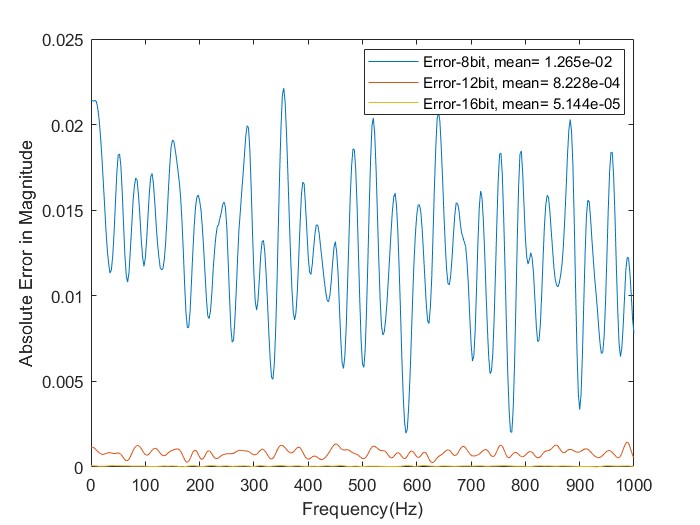 0.025
Error-8bit, mean= 1.265e-02
Error-12bit, mean= 8.228e-04
Error-16bit, mean= 5.144e-05
0.02
0.015
0.01
0.005
0
Absolute Error in Magnitude
0 100 200 300 400 500 600 700 800 900 1000
Frequency(Hz)